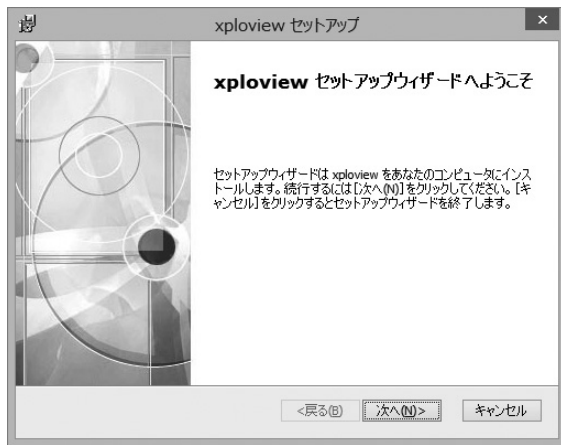 xploview セットアップ
xploview セットアップウィザードへようこそ
セットアップウィザードは xploview をあなたのコンピュータにインス
トールします。続行するには[次へ(N)]をクリックしてください。[キ
ャンセル]をクリックするとセットアップウィザードを終了します。
<戻る(B)
次へ(N)>
キャンセル